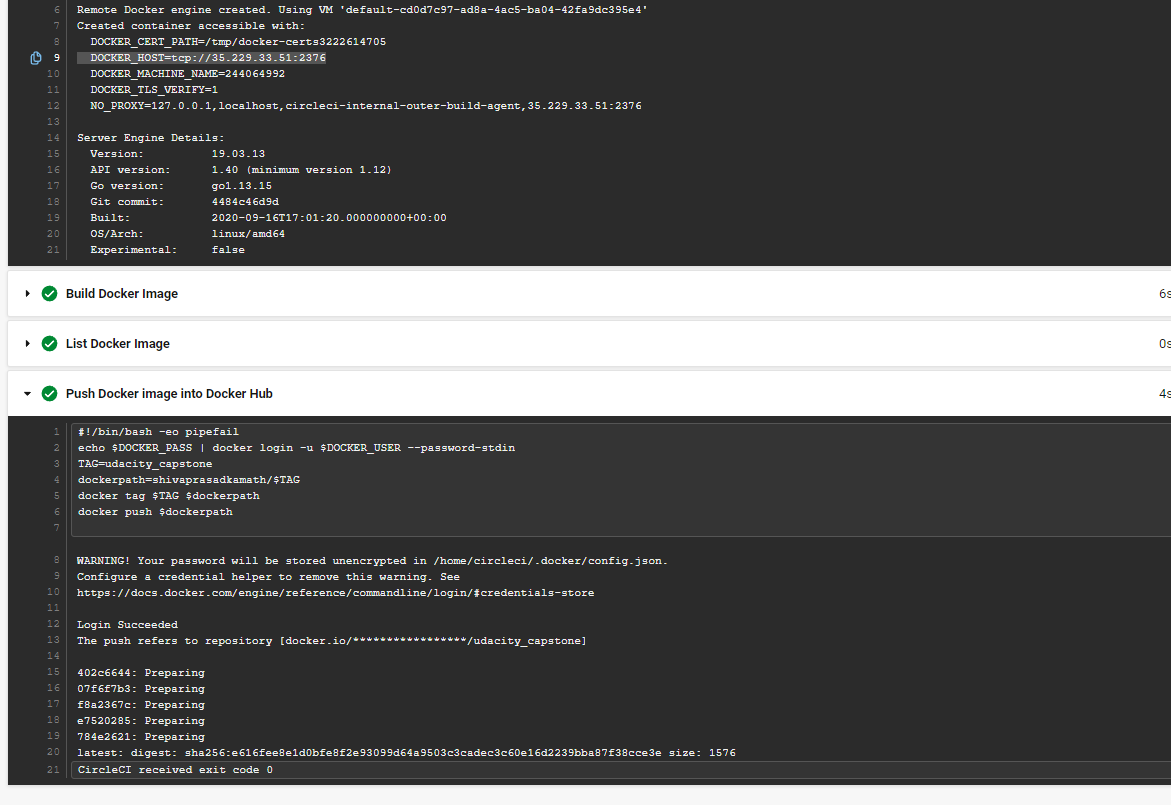 6 Remote Docker engine created. Using VM 'default-cd0d7c97-ad8a-4ac5-ba04-42fa9dc395e4'
7 Created container accessible with:
8 DOCKER_CERT_PATH=/tmp/docker-certs3222614705
9 DOCKER_HOST=tcp://35.229.33.51:2376
10 DOCKER_MACHINE_NAME=244064992
11 DOCKER_TLS_VERIFY=1
12 NO_PROXY=127.0.0.1,localhost,circleci-internal-outer-build-agent,35.229.33.51:2376
13
14 Server Engine Details:
15 Version: 19.03.13
16 API version: 1.40 (minimum version 1.12)
17 Go version: go1.13.15
18 Git commit: 4484c46d9d
19 Built: 2020-09-16T17:01:20.000000000+00:00
20 OS/Arch: linux/amd64
21 Experimental: false
Build Docker Image 6s
List Docker Image 0s
Push Docker image into Docker Hub 4s
1 #!/bin/bash -eo pipefail
2 echo $DOCKER_PASS | docker login -u $DOCKER_USER --password-stdin
3 TAG=udacity_capstone
4 dockerpath=shivaprasadkamath/$TAG
5 docker tag $TAG $dockerpath
6 docker push $dockerpath
7
8 WARNING! Your password will be stored unencrypted in /home/circleci/.docker/config.json.
9 Configure a credential helper to remove this warning. See
10 https://docs.docker.com/engine/reference/commandline/login/#credentials-store
11
12 Login Succeeded
13 The push refers to repository [docker.io/*****************/udacity_capstone]
14
15 402c6644: Preparing
16 07f6f7b3: Preparing
17 f8a2367c: Preparing
18 e7520285: Preparing
19 784e2621: Preparing
20 latest: digest: sha256:e616fee8e1d0bfe8f2e93099d64a9503c3cadec3c60e16d2239bba87f38cce3e size: 1576
21 CircleCI received exit code 0